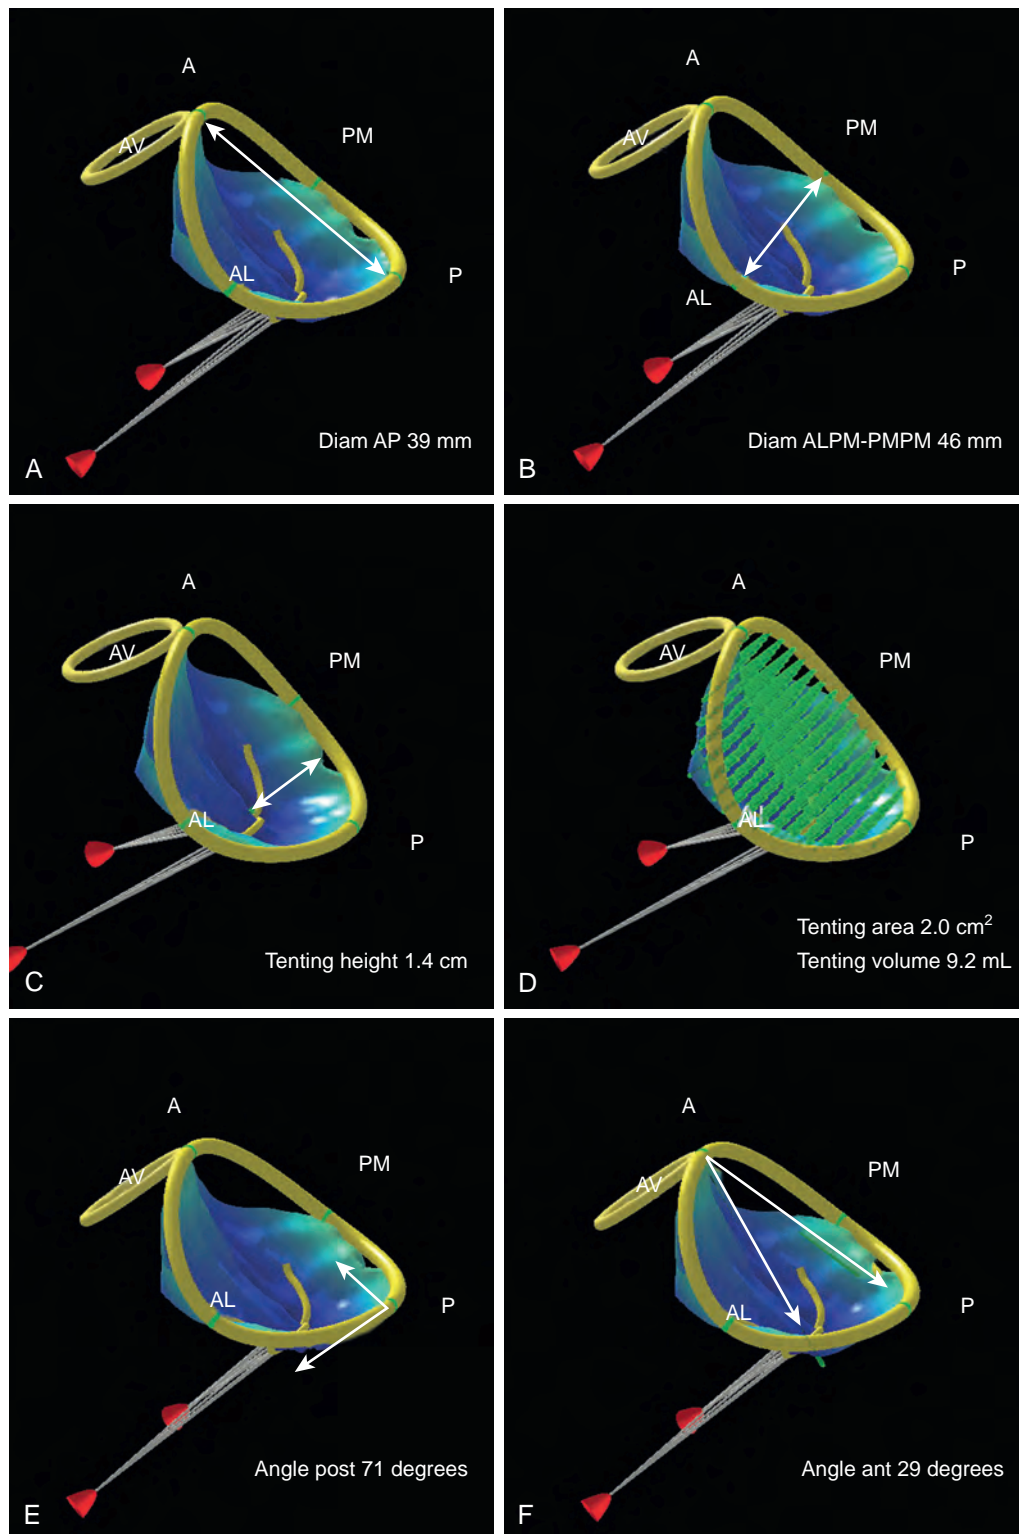 A
AV
PM
AL
P
Diam AP 39 mm
A
A
AV
PM
P
AL
Diam ALPM-PMPM 46 mm
B
A
AV
PM
AL
P
Tenting height 1.4 cm
C
A
AV
PM
AL
P
Tenting area 2.0 cm²
Tenting volume 9.2 mL
D
A
PM
AV
AL
P
Angle post 71 degrees
E
A
PM
AV
AL
P
Angle ant 29 degrees
F